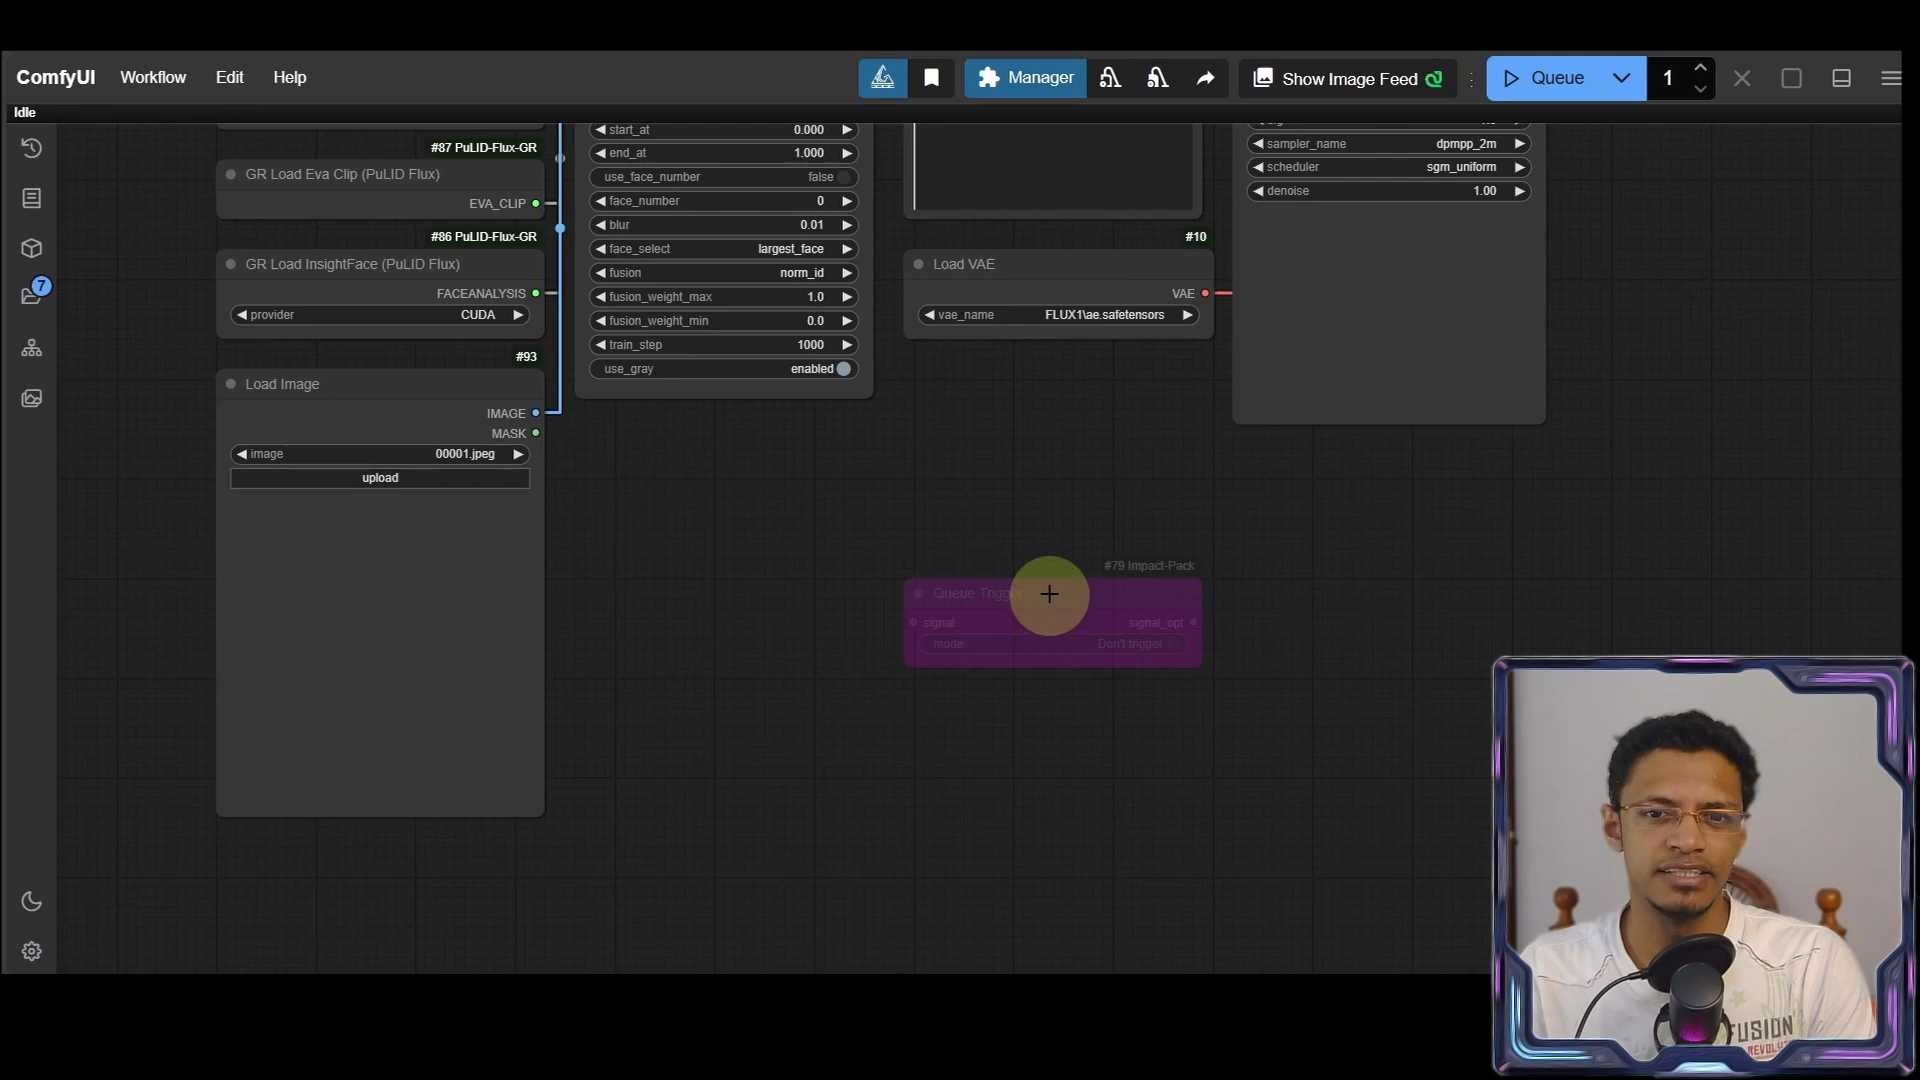 ComfyUI Workflow Edit Help Manager Show Image Feed Queue 1
Idle
7
#87 PuLID-Flux-GR
GR Load Eva Clip (PuLID Flux)
EVA_CLIP
#86 PuLID-Flux-GR
GR Load InsightFace (PuLID Flux)
FACEANALYSIS
provider CUDA
#93
Load Image
IMAGE
MASK
image 00001.jpeg
upload
start_at 0.000
end_at 1.000
use_face_number false
face_number 0
blur 0.01
face_select largest_face
fusion norm_id
fusion_weight_max 1.0
fusion_weight_min 0.0
train_step 1000
use_gray enabled
#10
Load VAE
VAE
vae_name FLUX1\ae.safetensors
sampler_name dpmpp_2m
scheduler sgm_uniform
denoise 1.00
#79 Impact-Pack
Queue Trigger
signal signal_opt
mode Don't trigger
FUSION
REVOLUT